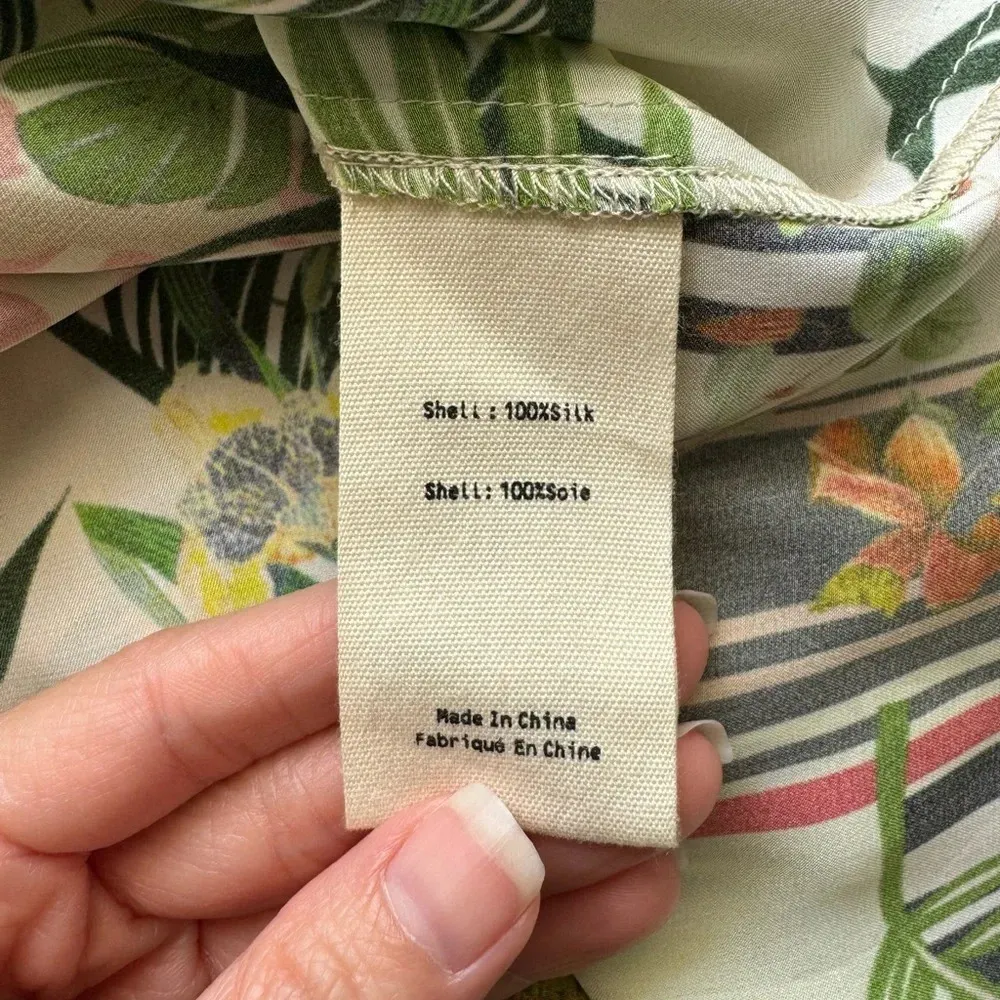 Shell: 100%Silk
Shell: 100%Soie
Made In China
Fabriqué En Chine